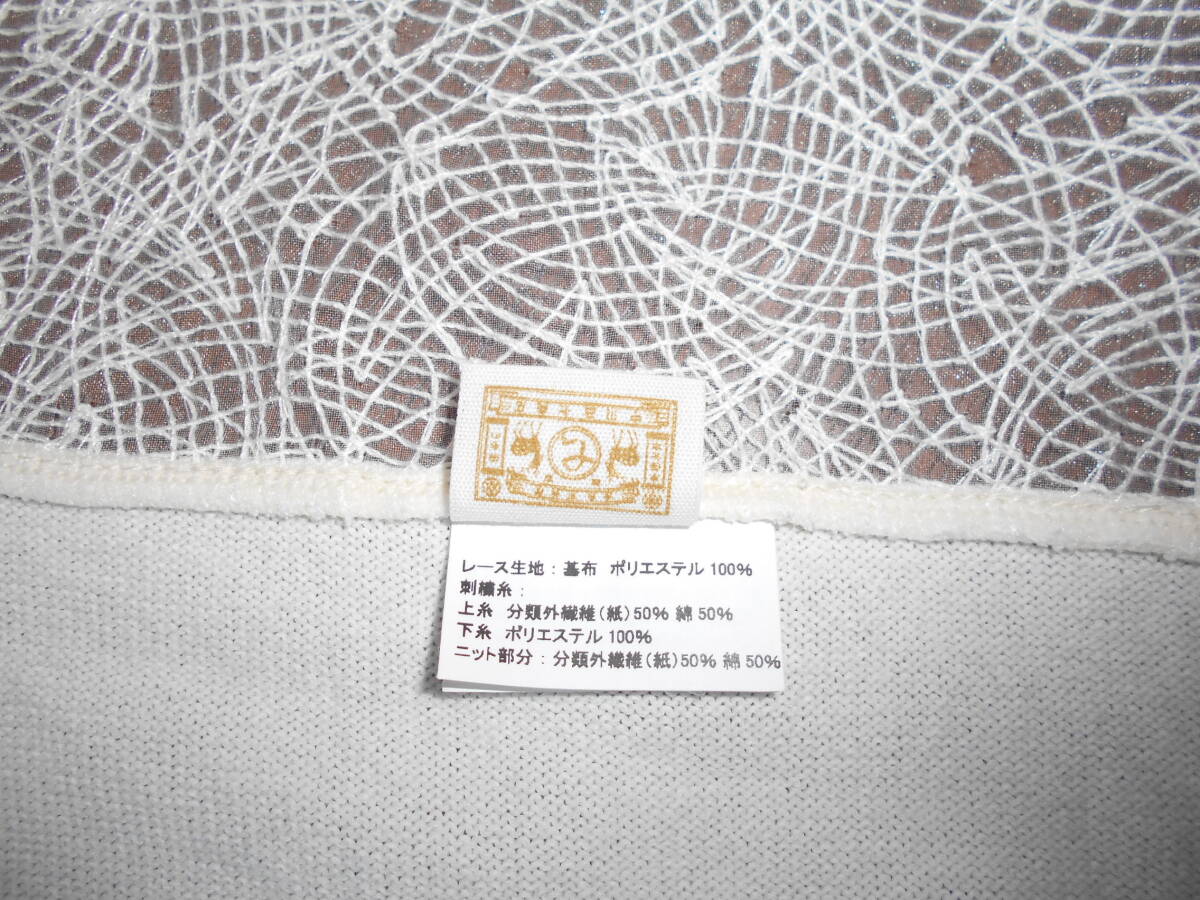 レース生地：基布 ポリエステル 100%
刺繍糸：
上糸 分類外繊維（紙）50% 綿 50%
下糸 ポリエステル 100%
ニット部分：分類外繊維（紙）50% 綿 50%